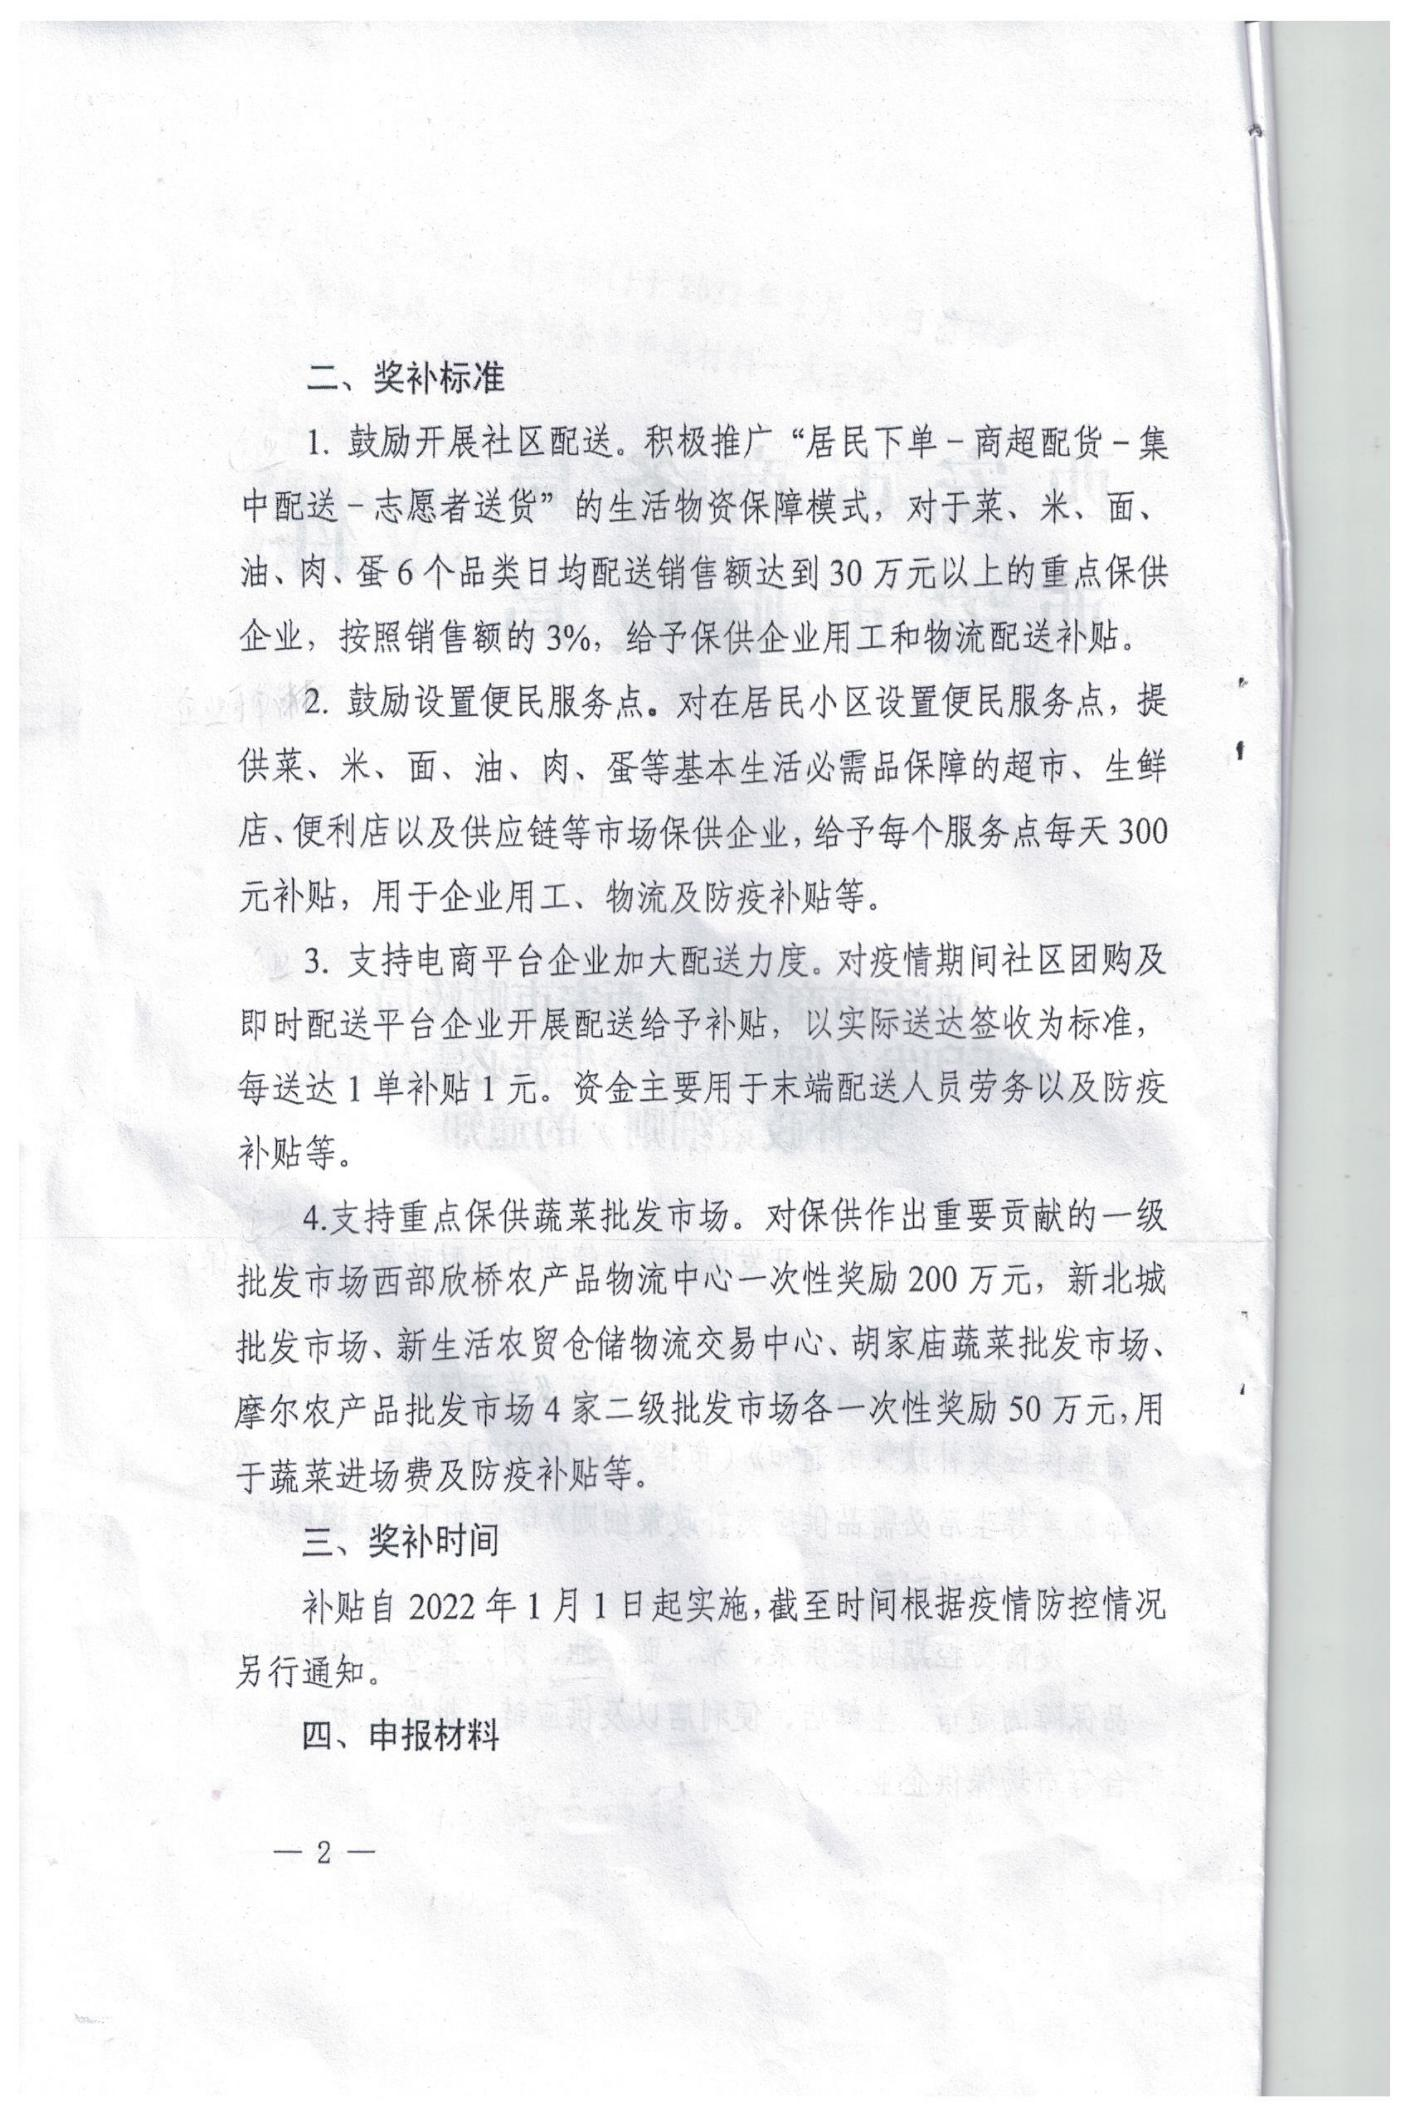 二、奖补标准
1. 鼓励开展社区配送。积极推广“居民下单－商超配货－集
中配送－志愿者送货”的生活物资保障模式，对于菜、米、面、
油、肉、蛋6个品类日均配送销售额达到30万元以上的重点保供
企业，按照销售额的3%，给予保供企业用工和物流配送补贴。
2. 鼓励设置便民服务点。对在居民小区设置便民服务点，提
供菜、米、面、油、肉、蛋等基本生活必需品保障的超市、生鲜
店、便利店以及供应链等市场保供企业，给予每个服务点每天300
元补贴，用于企业用工、物流及防疫补贴等。
3. 支持电商平台企业加大配送力度。对疫情期间社区团购及
即时配送平台企业开展配送给予补贴，以实际送达签收为标准，
每送达1单补贴1元。资金主要用于末端配送人员劳务以及防疫
补贴等。
4.支持重点保供蔬菜批发市场。对保供作出重要贡献的一级
批发市场西部欣桥农产品物流中心一次性奖励200万元，新北城
批发市场、新生活农贸仓储物流交易中心、胡家庙蔬菜批发市场、
摩尔农产品批发市场4家二级批发市场各一次性奖励50万元，用
于蔬菜进场费及防疫补贴等。
三、奖补时间
补贴自2022年1月1日起实施，截至时间根据疫情防控情况
另行通知。
四、申报材料
— 2 —